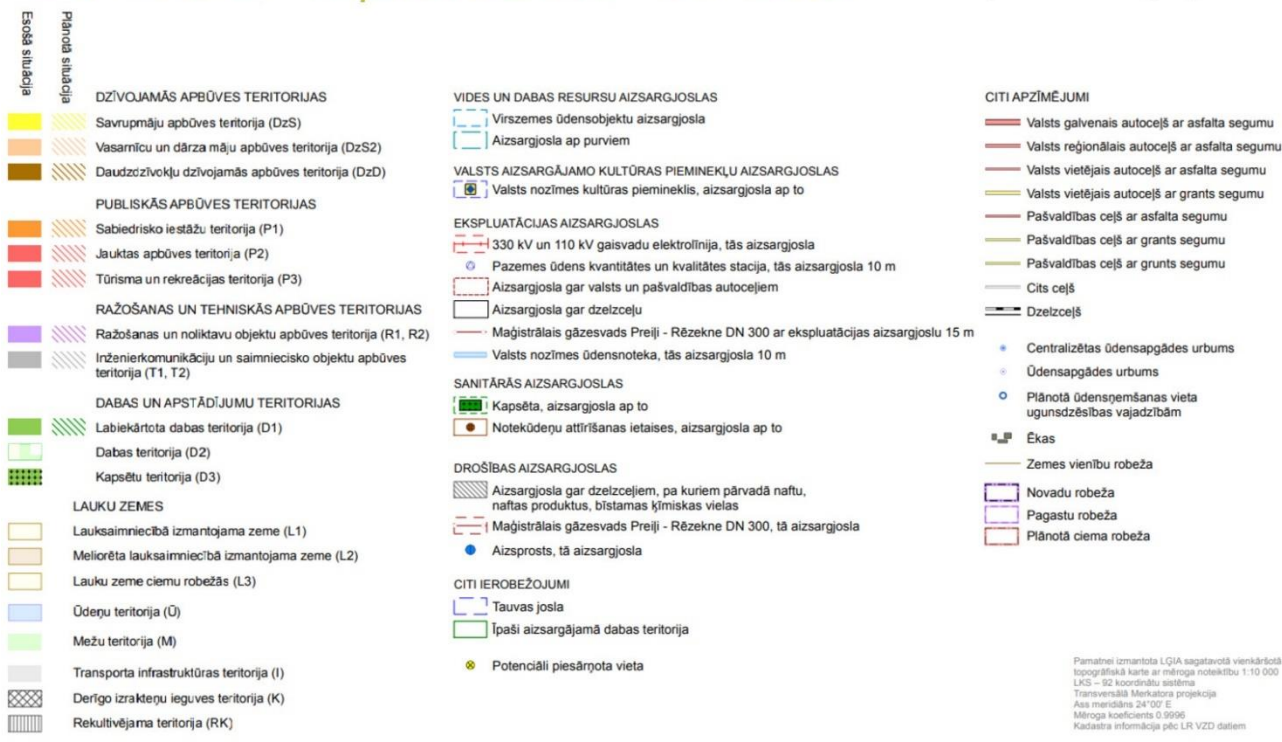 Esošā situācija
Plānotā situācija
DZĪVOJAMĀS APBŪVES TERITORIJAS
Savrupmāju apbūves teritorija (DzS)
Vasarnīcu un dārza māju apbūves teritorija (DzS2)
Daudzdzīvokļu dzīvojamās apbūves teritorija (DzD)
PUBLISKĀS APBŪVES TERITORIJAS
Sabiedrisko iestāžu teritorija (P1)
Jauktas apbūves teritorija (P2)
Tūrisma un rekreācijas teritorija (P3)
RAŽOŠANAS UN TEHNISKĀS APBŪVES TERITORIJAS
Ražošanas un noliktavu objektu apbūves teritorija (R1, R2)
Inženierkomunikāciju un saimniecisko objektu apbūves
teritorija (T1, T2)
DABAS UN APSTĀDĪJUMU TERITORIJAS
Labiekārtota dabas teritorija (D1)
Dabas teritorija (D2)
Kapsētu teritorija (D3)
LAUKU ZEMES
Lauksaimniecībā izmantojama zeme (L1)
Meliorēta lauksaimniecībā izmantojama zeme (L2)
Lauku zeme ciemu robežās (L3)
Ūdeņu teritorija (Ū)
Mežu teritorija (M)
Transporta infrastruktūras teritorija (I)
Derīgo izrakteņu ieguves teritorija (K)
Rekultivējama teritorija (RK)
VIDES UN DABAS RESURSU AIZSARGJOSLAS
Virszemes ūdensobjektu aizsargjosla
Aizsargjosla ap purviem
VALSTS AIZSARGĀJAMO KULTŪRAS PIEMINEKĻU AIZSARGJOSLAS
Valsts nozīmes kultūras piemineklis, aizsargjosla ap to
EKSPLUATĀCIJAS AIZSARGJOSLAS
330 kV un 110 kV gaisvadu elektrolīnija, tās aizsargjosla
Pazemes ūdens kvantitātes un kvalitātes stacija, tās aizsargjosla 10 m
Aizsargjosla gar valsts un pašvaldības autoceļiem
Aizsargjosla gar dzelzceļu
Maģistrālais gāzesvads Preiļi - Rēzekne DN 300 ar ekspluatācijas aizsargjoslu 15 m
Valsts nozīmes ūdensnoteka, tās aizsargjosla 10 m
SANITĀRĀS AIZSARGJOSLAS
Kapsēta, aizsargjosla ap to
Notekūdeņu attīrīšanas ietaises, aizsargjosla ap to
DROŠĪBAS AIZSARGJOSLAS
Aizsargjosla gar dzelzceļiem, pa kuriem pārvadā naftu,
naftas produktus, bīstamas ķīmiskas vielas
Maģistrālais gāzesvads Preiļi - Rēzekne DN 300, tā aizsargjosla
Aizsprosts, tā aizsargjosla
CITI IEROBEŽOJUMI
Tauvas josla
Īpaši aizsargājamā dabas teritorija
Potenciāli piesārņota vieta
CITI APZĪMĒJUMI
Valsts galvenais autoceļš ar asfalta segumu
Valsts reģionālais autoceļš ar asfalta segumu
Valsts vietējais autoceļš ar asfalta segumu
Valsts vietējais autoceļš ar grants segumu
Pašvaldības ceļš ar asfalta segumu
Pašvaldības ceļš ar grants segumu
Pašvaldības ceļš ar grunts segumu
Cits ceļš
Dzelzceļš
Centralizētas ūdensapgādes urbums
Ūdensapgādes urbums
Plānotā ūdensņemšanas vieta
ugunsdzēsības vajadzībām
Ēkas
Zemes vienību robeža
Novadu robeža
Pagastu robeža
Plānotā ciema robeža
Pamatnei izmantota LĢIA sagatavotā vienkāršotā
topogrāfiskā karte ar mēroga noteiktību 1:10 000
LKS – 92 koordinātu sistēma
Transversālā Merkatora projekcija
Ass meridiāns 24°00' E
Mēroga koeficients 0.9996
Kadastra informācija pēc LR VZD datiem